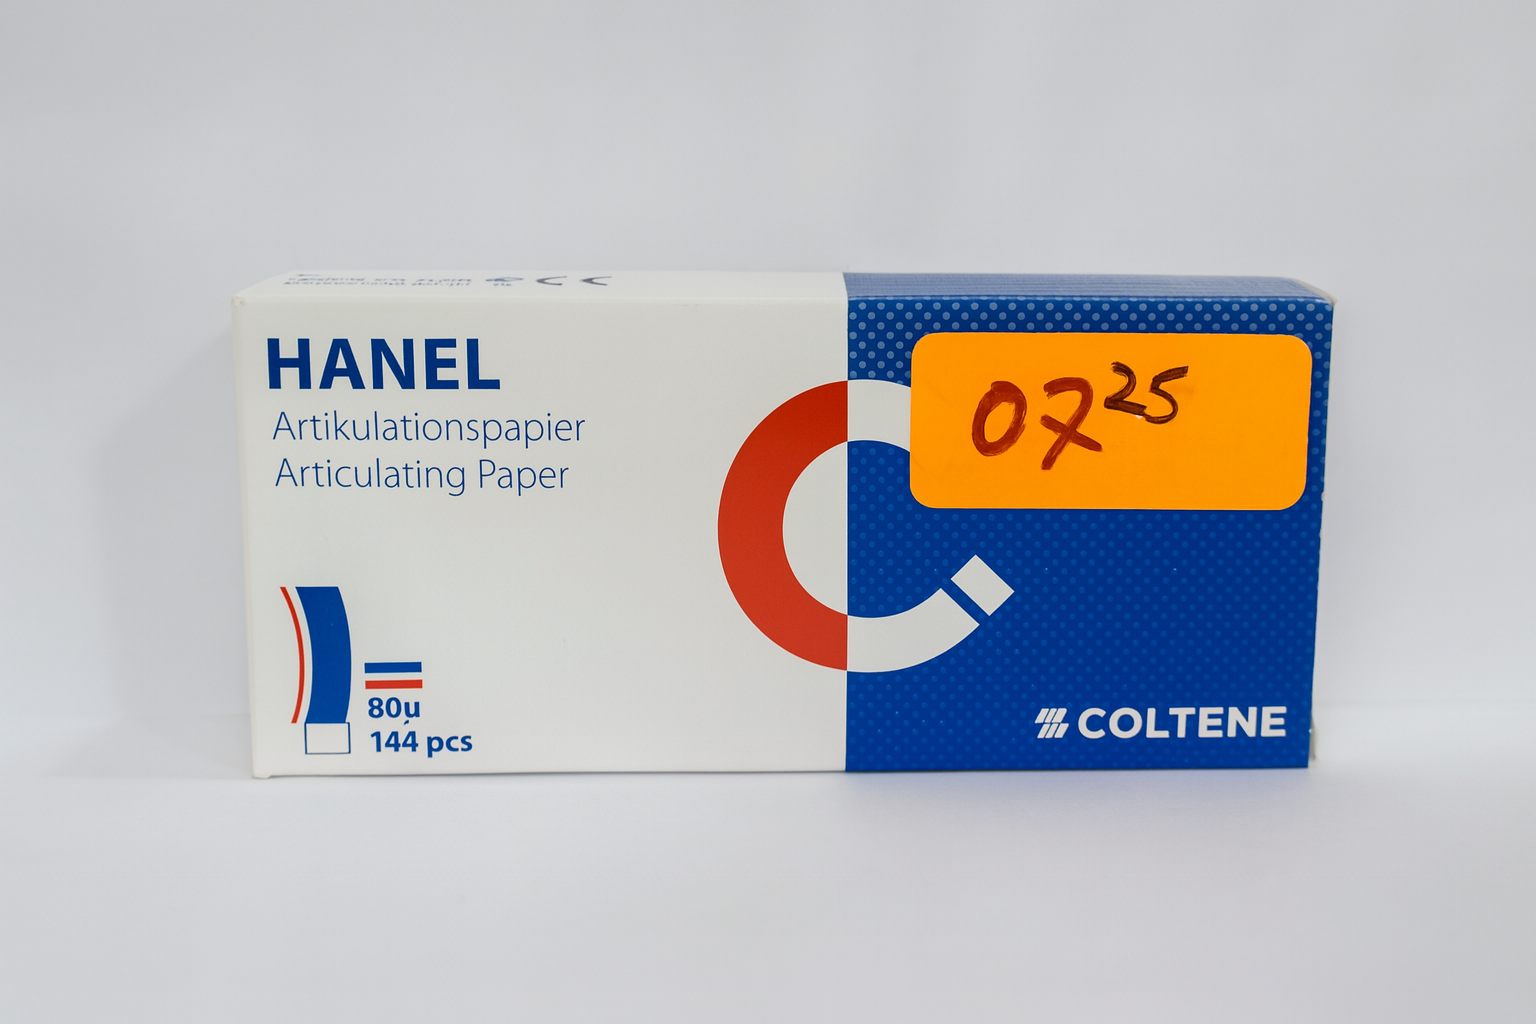 HANEL
Artikulationspapier
Articulating Paper
80µ
144 pcs
07 25
COLTENE